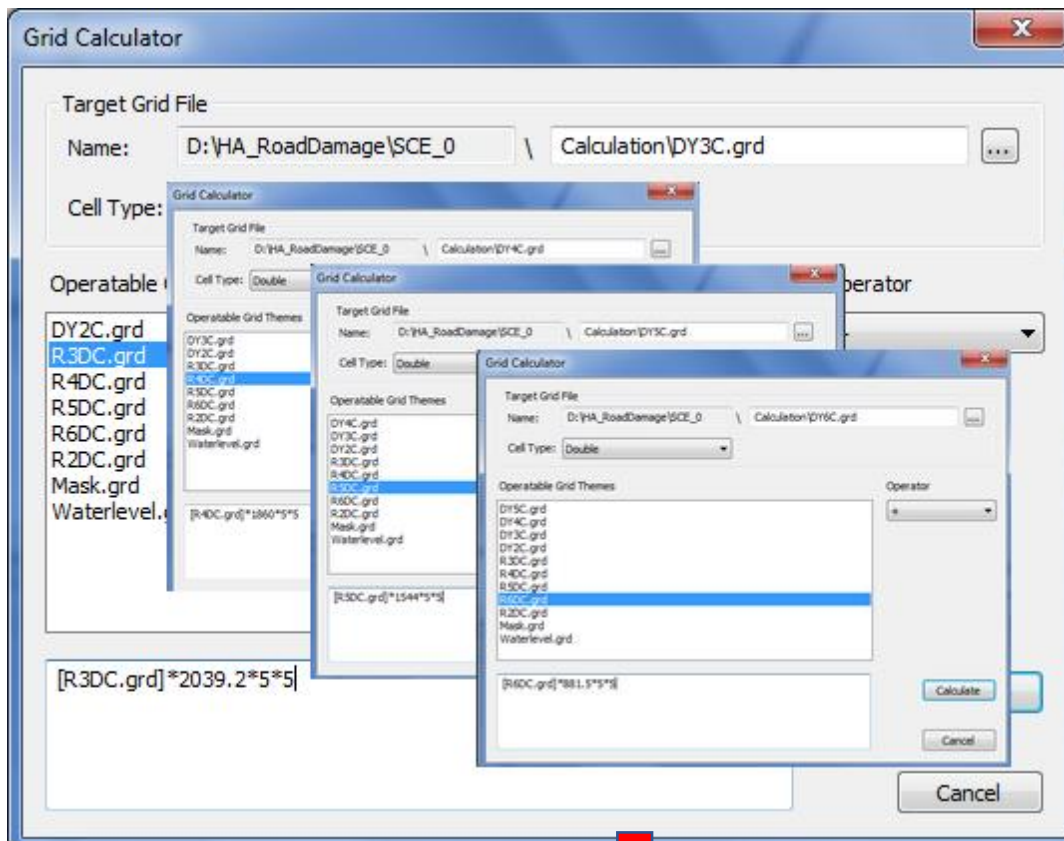 Grid Calculator
Target Grid File
Name: D:\HA_RoadDamage\SCE_0 \ Calculation\DY3C.grd ...
Cell Type:
Operatable
perator
DY2C.grd
R3DC.grd
R4DC.grd
R5DC.grd
R6DC.grd
R2DC.grd
Mask.grd
Waterlevel.
[R3DC.grd]*2039.2*5*5
Cancel
Grid Calculator
Target Grid File
Name: D:\HA_RoadDamage\SCE_0 \ Calculation\DY4C.grd ...
Cell Type: Double
Operatable Grid Themes
DY3C.grd
DY2C.grd
R3DC.grd
R4DC.grd
R5DC.grd
R6DC.grd
R2DC.grd
Mask.grd
Waterlevel.grd
[R4DC.grd]*1860*5*5
Grid Calculator
Target Grid File
Name: D:\HA_RoadDamage\SCE_0 \ Calculation\DY5C.grd ...
Cell Type: Double
Operatable Grid Themes
DY4C.grd
DY3C.grd
DY2C.grd
R3DC.grd
R4DC.grd
R5DC.grd
R6DC.grd
R2DC.grd
Mask.grd
Waterlevel.grd
[R5DC.grd]*1544*5*5
Grid Calculator
Target Grid File
Name: D:\HA_RoadDamage\SCE_0 \ Calculation\DY6C.grd ...
Cell Type: Double
Operatable Grid Themes
Operator
DY5C.grd
DY4C.grd
DY3C.grd
DY2C.grd
R3DC.grd
R4DC.grd
R5DC.grd
R6DC.grd
R2DC.grd
Mask.grd
Waterlevel.grd
[R6DC.grd]*881.5*5*5
Calculate
Cancel